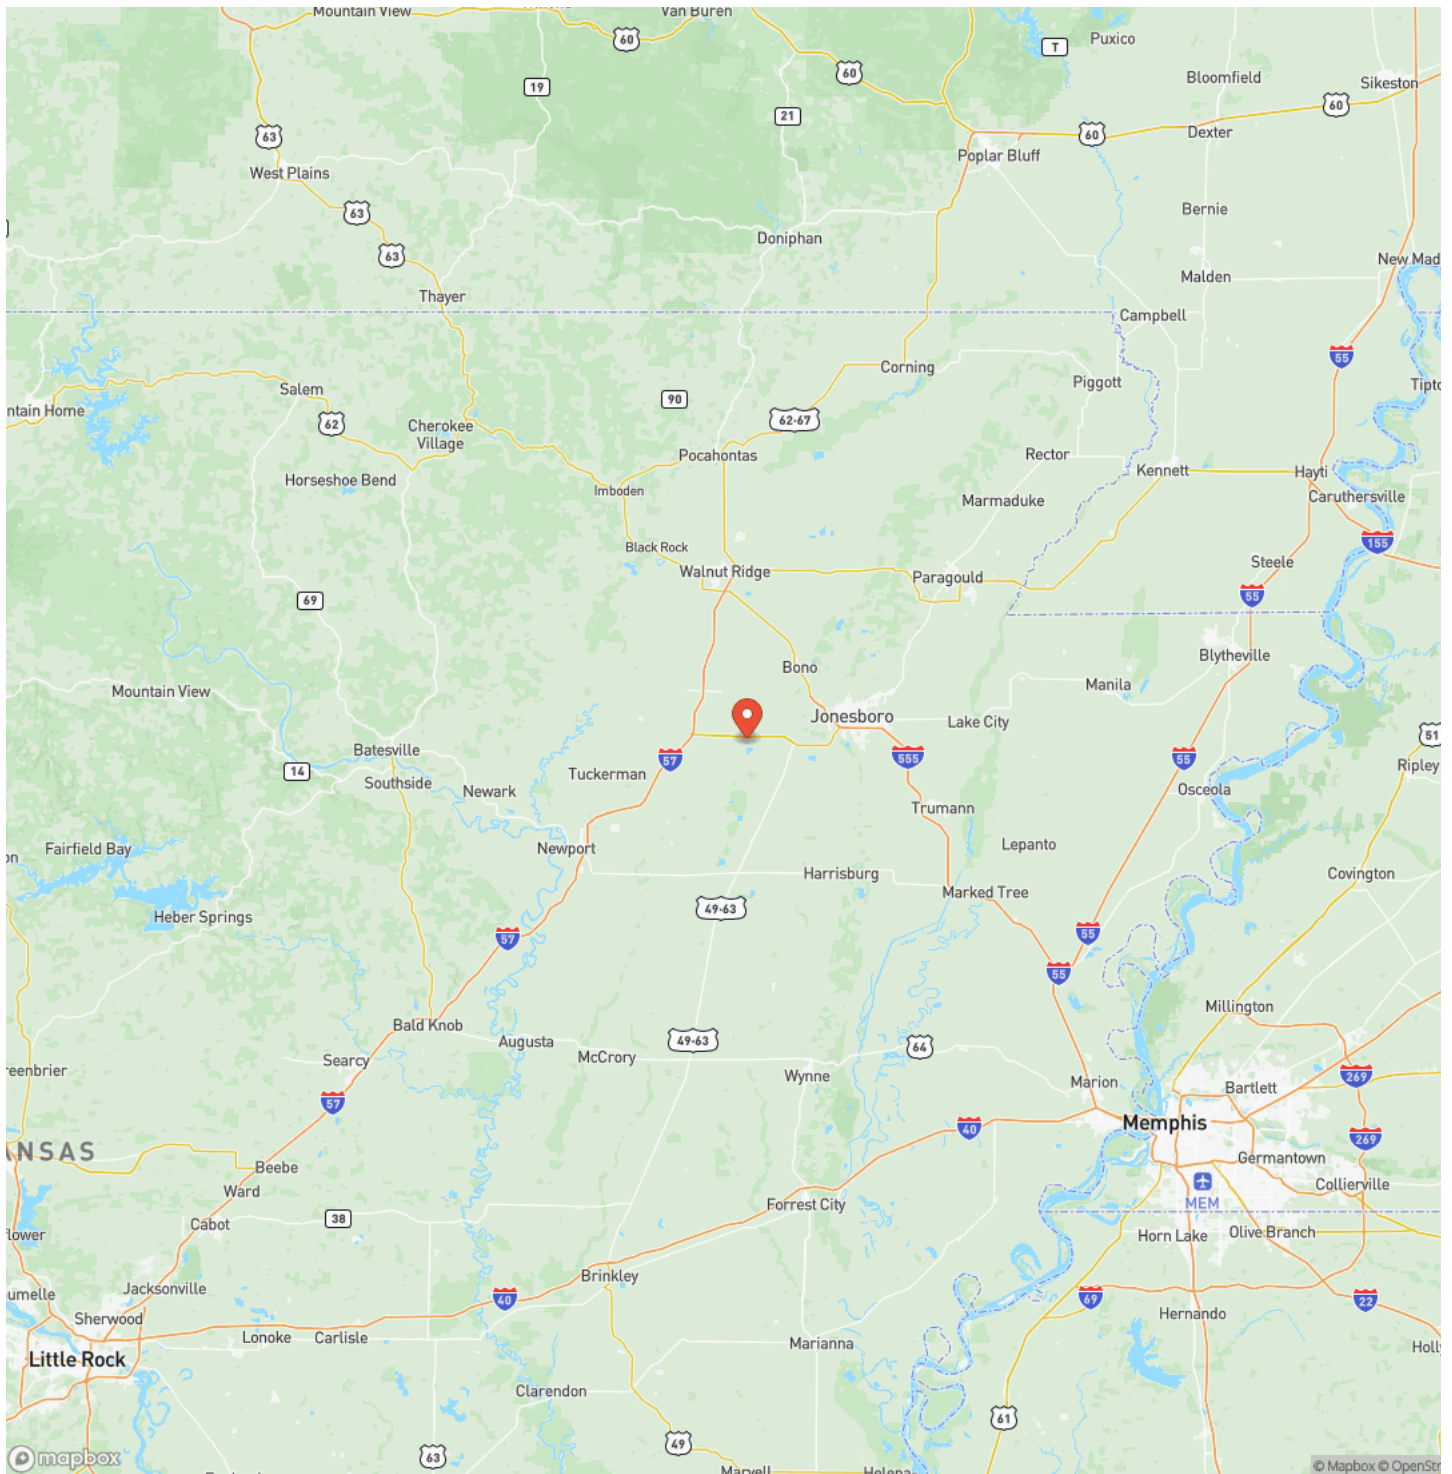 Mountain View
Van Buren
60
T
Puxico
19
60
Bloomfield
Sikeston
21
60
63
60
Dexter
Poplar Bluff
West Plains
63
Bernie
Doniphan
63
New Mad
Malden
Thayer
Campbell
55
Corning
Piggott
Salem
90
Tipto
ntain Home
62
62-67
Cherokee
Village
Pocahontas
Rector
Kennett
Hayti
Horseshoe Bend
Imboden
Marmaduke
Caruthersville
155
Black Rock
Steele
Walnut Ridge
Paragould
69
55
Bono
Blytheville
Mountain View
Manila
Jonesboro
Lake City
51
Batesville
14
57
555
55
Ripley
Southside
Tuckerman
Newark
Osceola
Trumann
Fairfield Bay
on
Newport
Lepanto
Harrisburg
Covington
Marked Tree
Heber Springs
49-63
57
55
55
Millington
Bald Knob
Augusta
49-63
64
Searcy
McCrory
reenbrier
Wynne
269
Marion
Bartlett
57
Memphis
40
269
ANSAS
Germantown
Beebe
Collierville
Ward
MEM
Forrest City
Cabot
38
flower
Horn Lake
Olive Branch
Brinkley
Jacksonville
umelle
40
69
22
Sherwood
Hernando
Lonoke
Carlisle
Marianna
Holly
Little Rock
Clarendon
61
49
63
mapbox
Marvell
Helena
© Mapbox © OpenStr